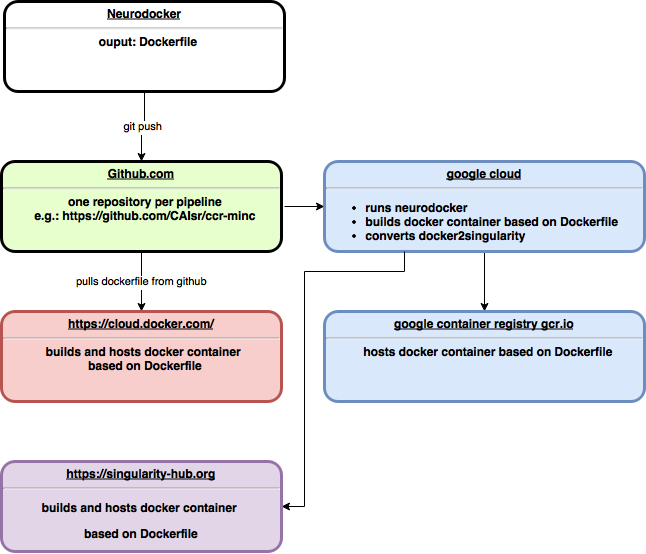 Neurodocker
ouput: Dockerfile
git push
Github.com
one repository per pipeline
e.g.: https://github.com/CAIsr/ccr-minc
google cloud
• runs neurodocker
• builds docker container based on Dockerfile
• converts docker2singularity
pulls dockerfile from github
https://cloud.docker.com/
builds and hosts docker container
based on Dockerfile
google container registry gcr.io
hosts docker container based on Dockerfile
https://singularity-hub.org
builds and hosts docker container
based on Dockerfile